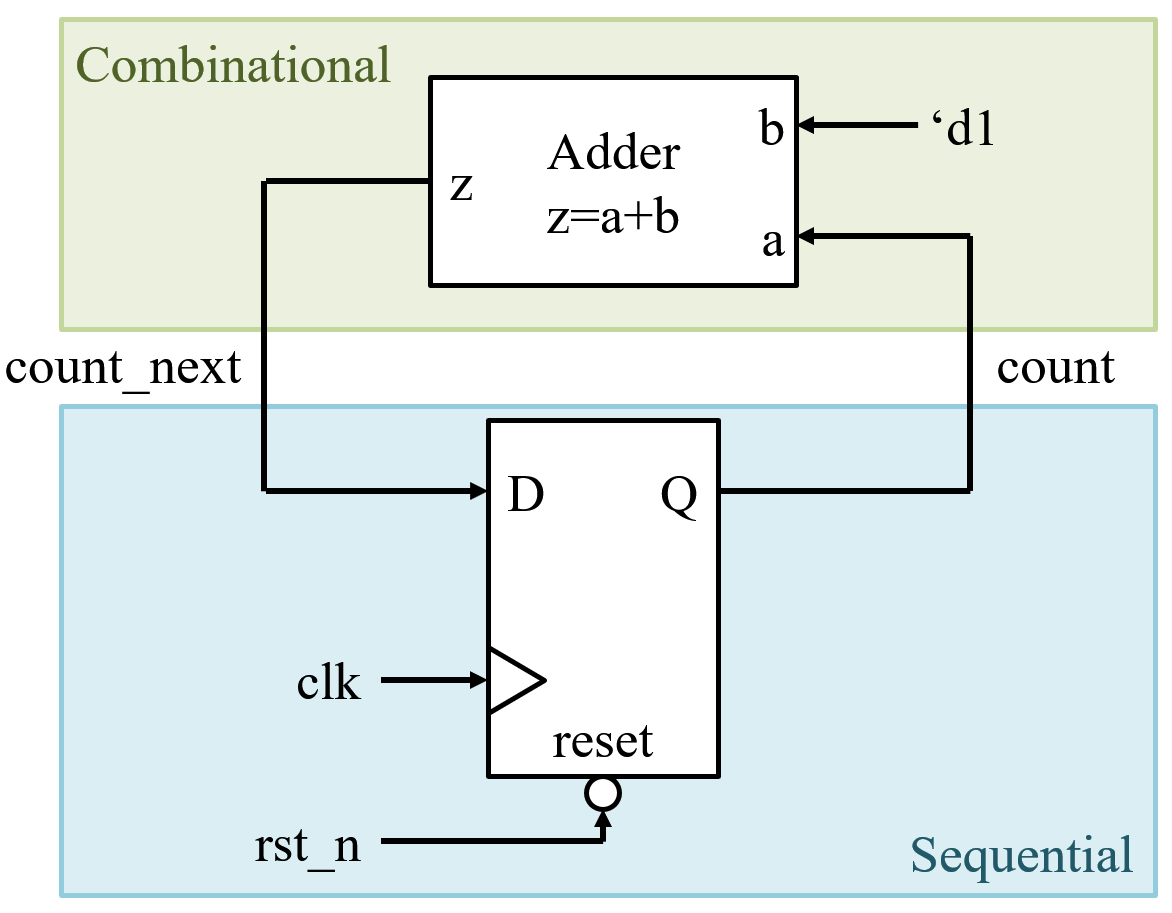 Combinational
b
‘d1
Adder
z
z=a+b
a
count_next
count
D
Q
clk
reset
rst_n
Sequential